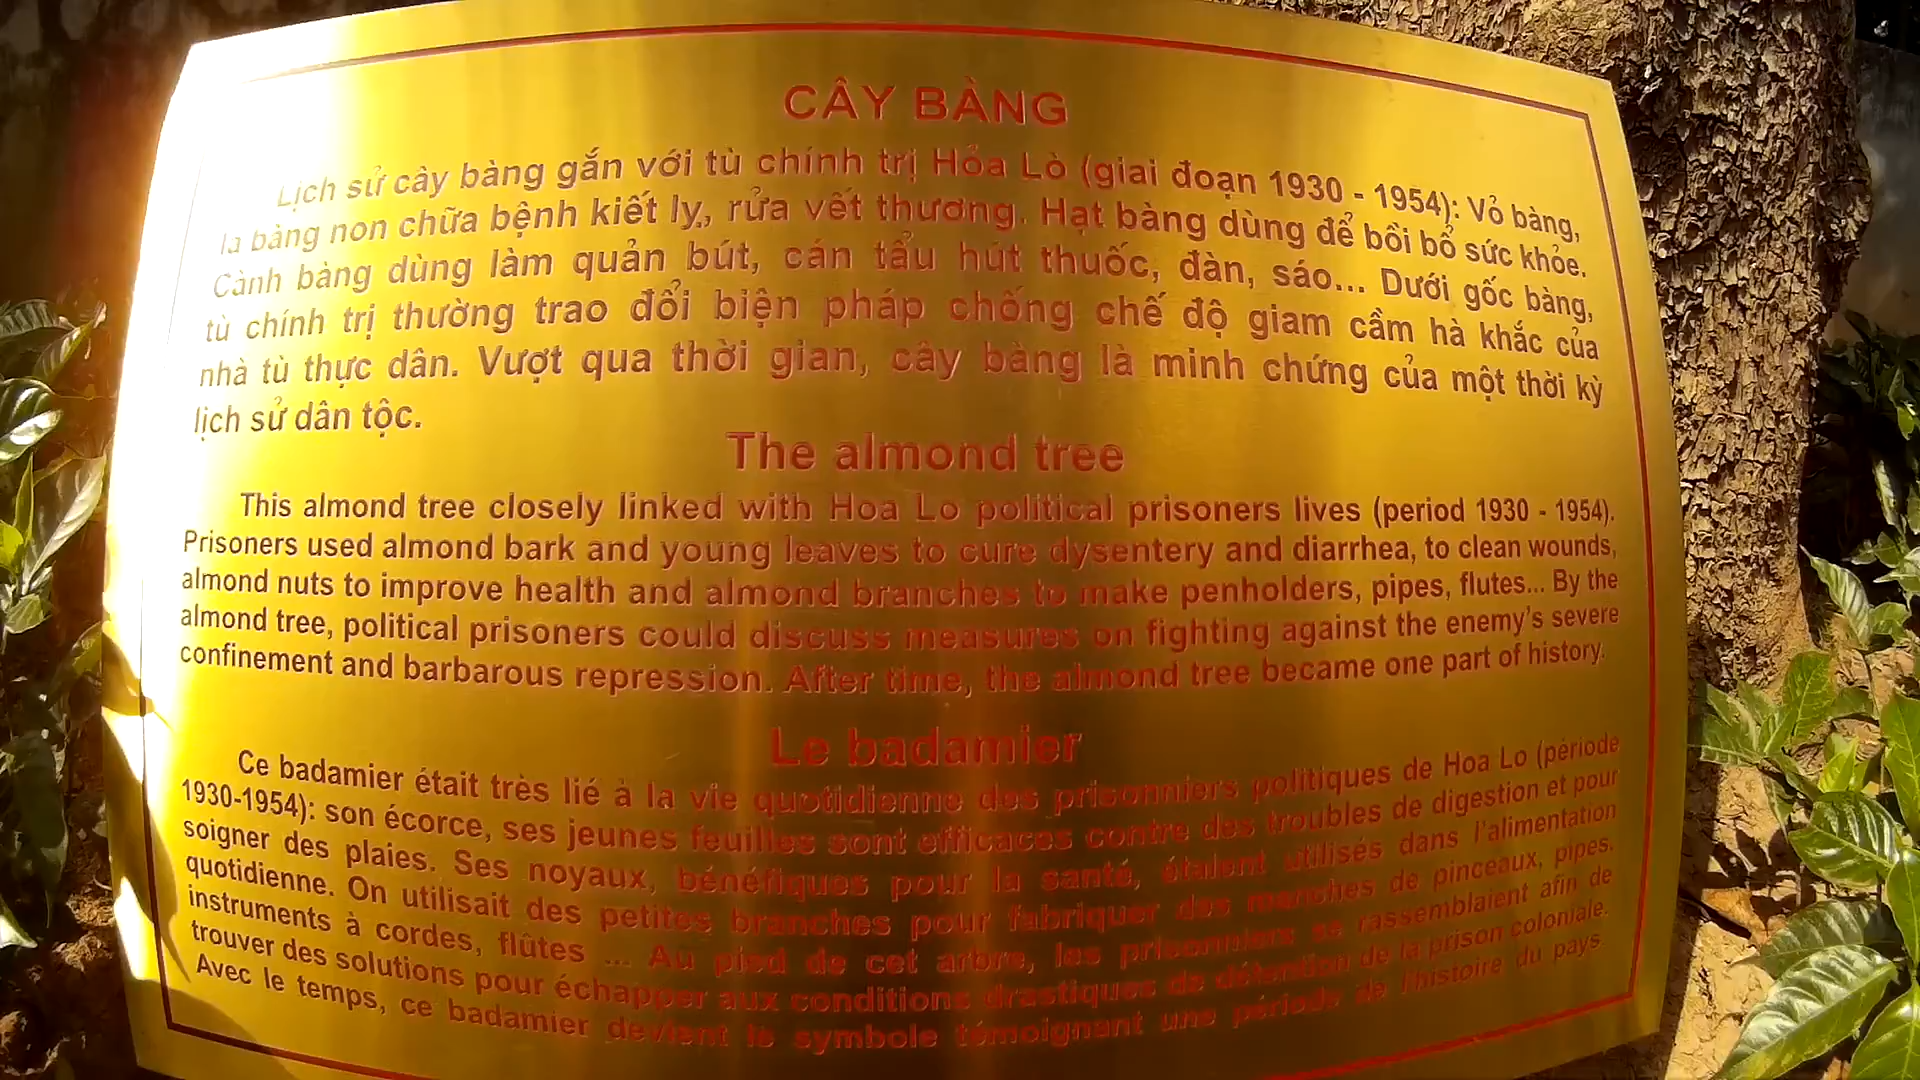 CÂY BÀNG
Lịch sử cây bàng gắn với tù chính trị Hỏa Lò (giai đoạn 1930 - 1954): Vỏ bàng,
lá bàng non chữa bệnh kiết lỵ, rửa vết thương. Hạt bàng dùng để bồi bổ sức khỏe.
Cành bàng dùng làm quản bút, cán tẩu hút thuốc, đàn, sáo... Dưới gốc bàng,
tù chính trị thường trao đổi biện pháp chống chế độ giam cầm hà khắc của
nhà tù thực dân. Vượt qua thời gian, cây bàng là minh chứng của một thời kỳ
lịch sử dân tộc.
The almond tree
This almond tree closely linked with Hoa Lo political prisoners lives (period 1930 - 1954).
Prisoners used almond bark and young leaves to cure dysentery and diarrhea, to clean wounds,
almond nuts to improve health and almond branches to make penholders, pipes, flutes... By the
almond tree, political prisoners could discuss measures on fighting against the enemy's severe
confinement and barbarous repression. After time, the almond tree became one part of history.
Le badamier
Ce badamier était très lié à la vie quotidienne des prisonniers politiques de Hoa Lo (période
1930-1954): son écorce, ses jeunes feuilles sont efficaces contre des troubles de digestion et pour
soigner des plaies. Ses noyaux, bénéfiques pour la santé, étaient utilisés dans l'alimentation
quotidienne. On utilisait des petites branches pour fabriquer des manches de pinceaux, pipes,
instruments à cordes, flûtes ... Au pied de cet arbre, les prisonniers se rassemblaient afin de
trouver des solutions pour échapper aux conditions drastiques de détention de la prison coloniale.
Avec le temps, ce badamier devient le symbole témoignant une période de l'histoire du pays.